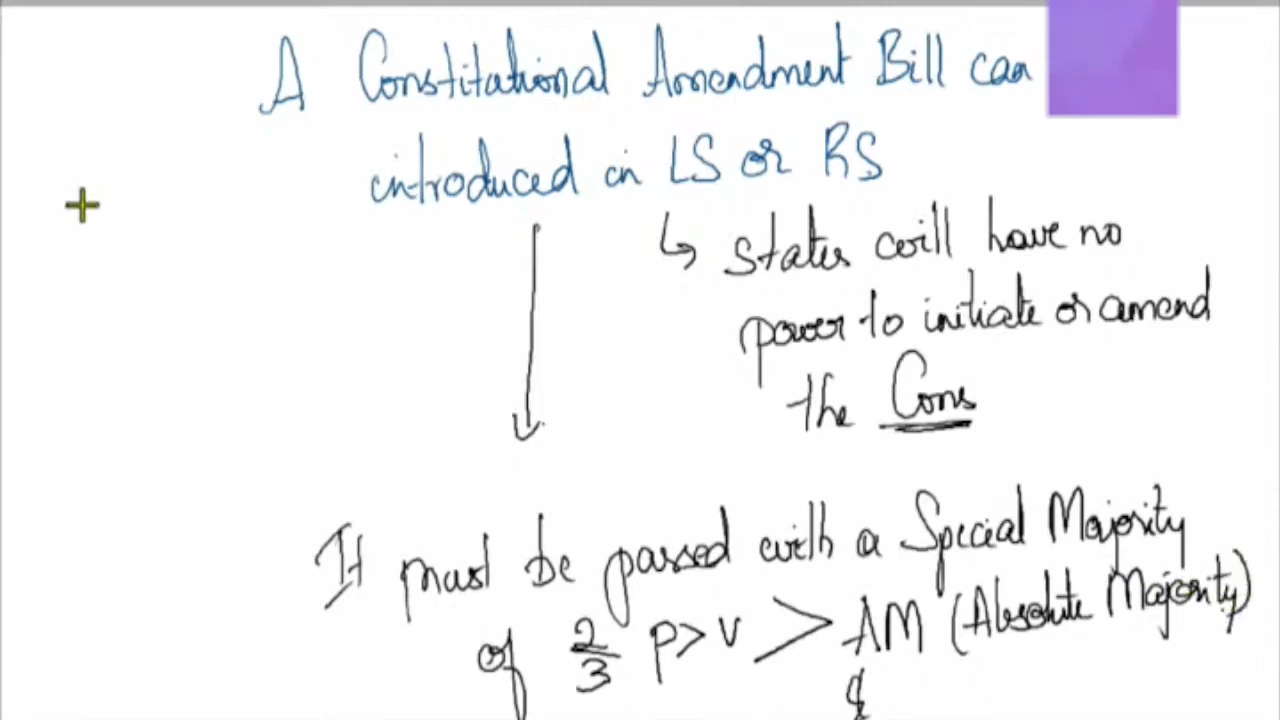 A Constitutional Amendment Bill can
introduced in LS or RS
↳ States will have no
power to initiate or amend
the Cons
It must be passed with a Special Majority
of 2/3 p>v > AM (Absolute Majority)
&